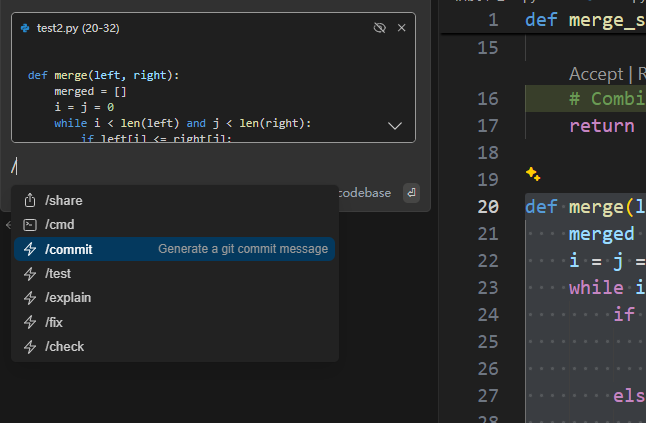 test2.py (20-32)
def merge(left, right):
    merged = []
    i = j = 0
    while i < len(left) and j < len(right):
        if left[i] <= right[j]:
/
codebase
/share
/cmd
/commit Generate a git commit message
/test
/explain
/fix
/check
1 def merge_s
15
Accept | R
16 # Combi
17 return
18
19
20 def merge(l
21 merged
22 i = j =
23 while i
24 if
25
26
27 els
28